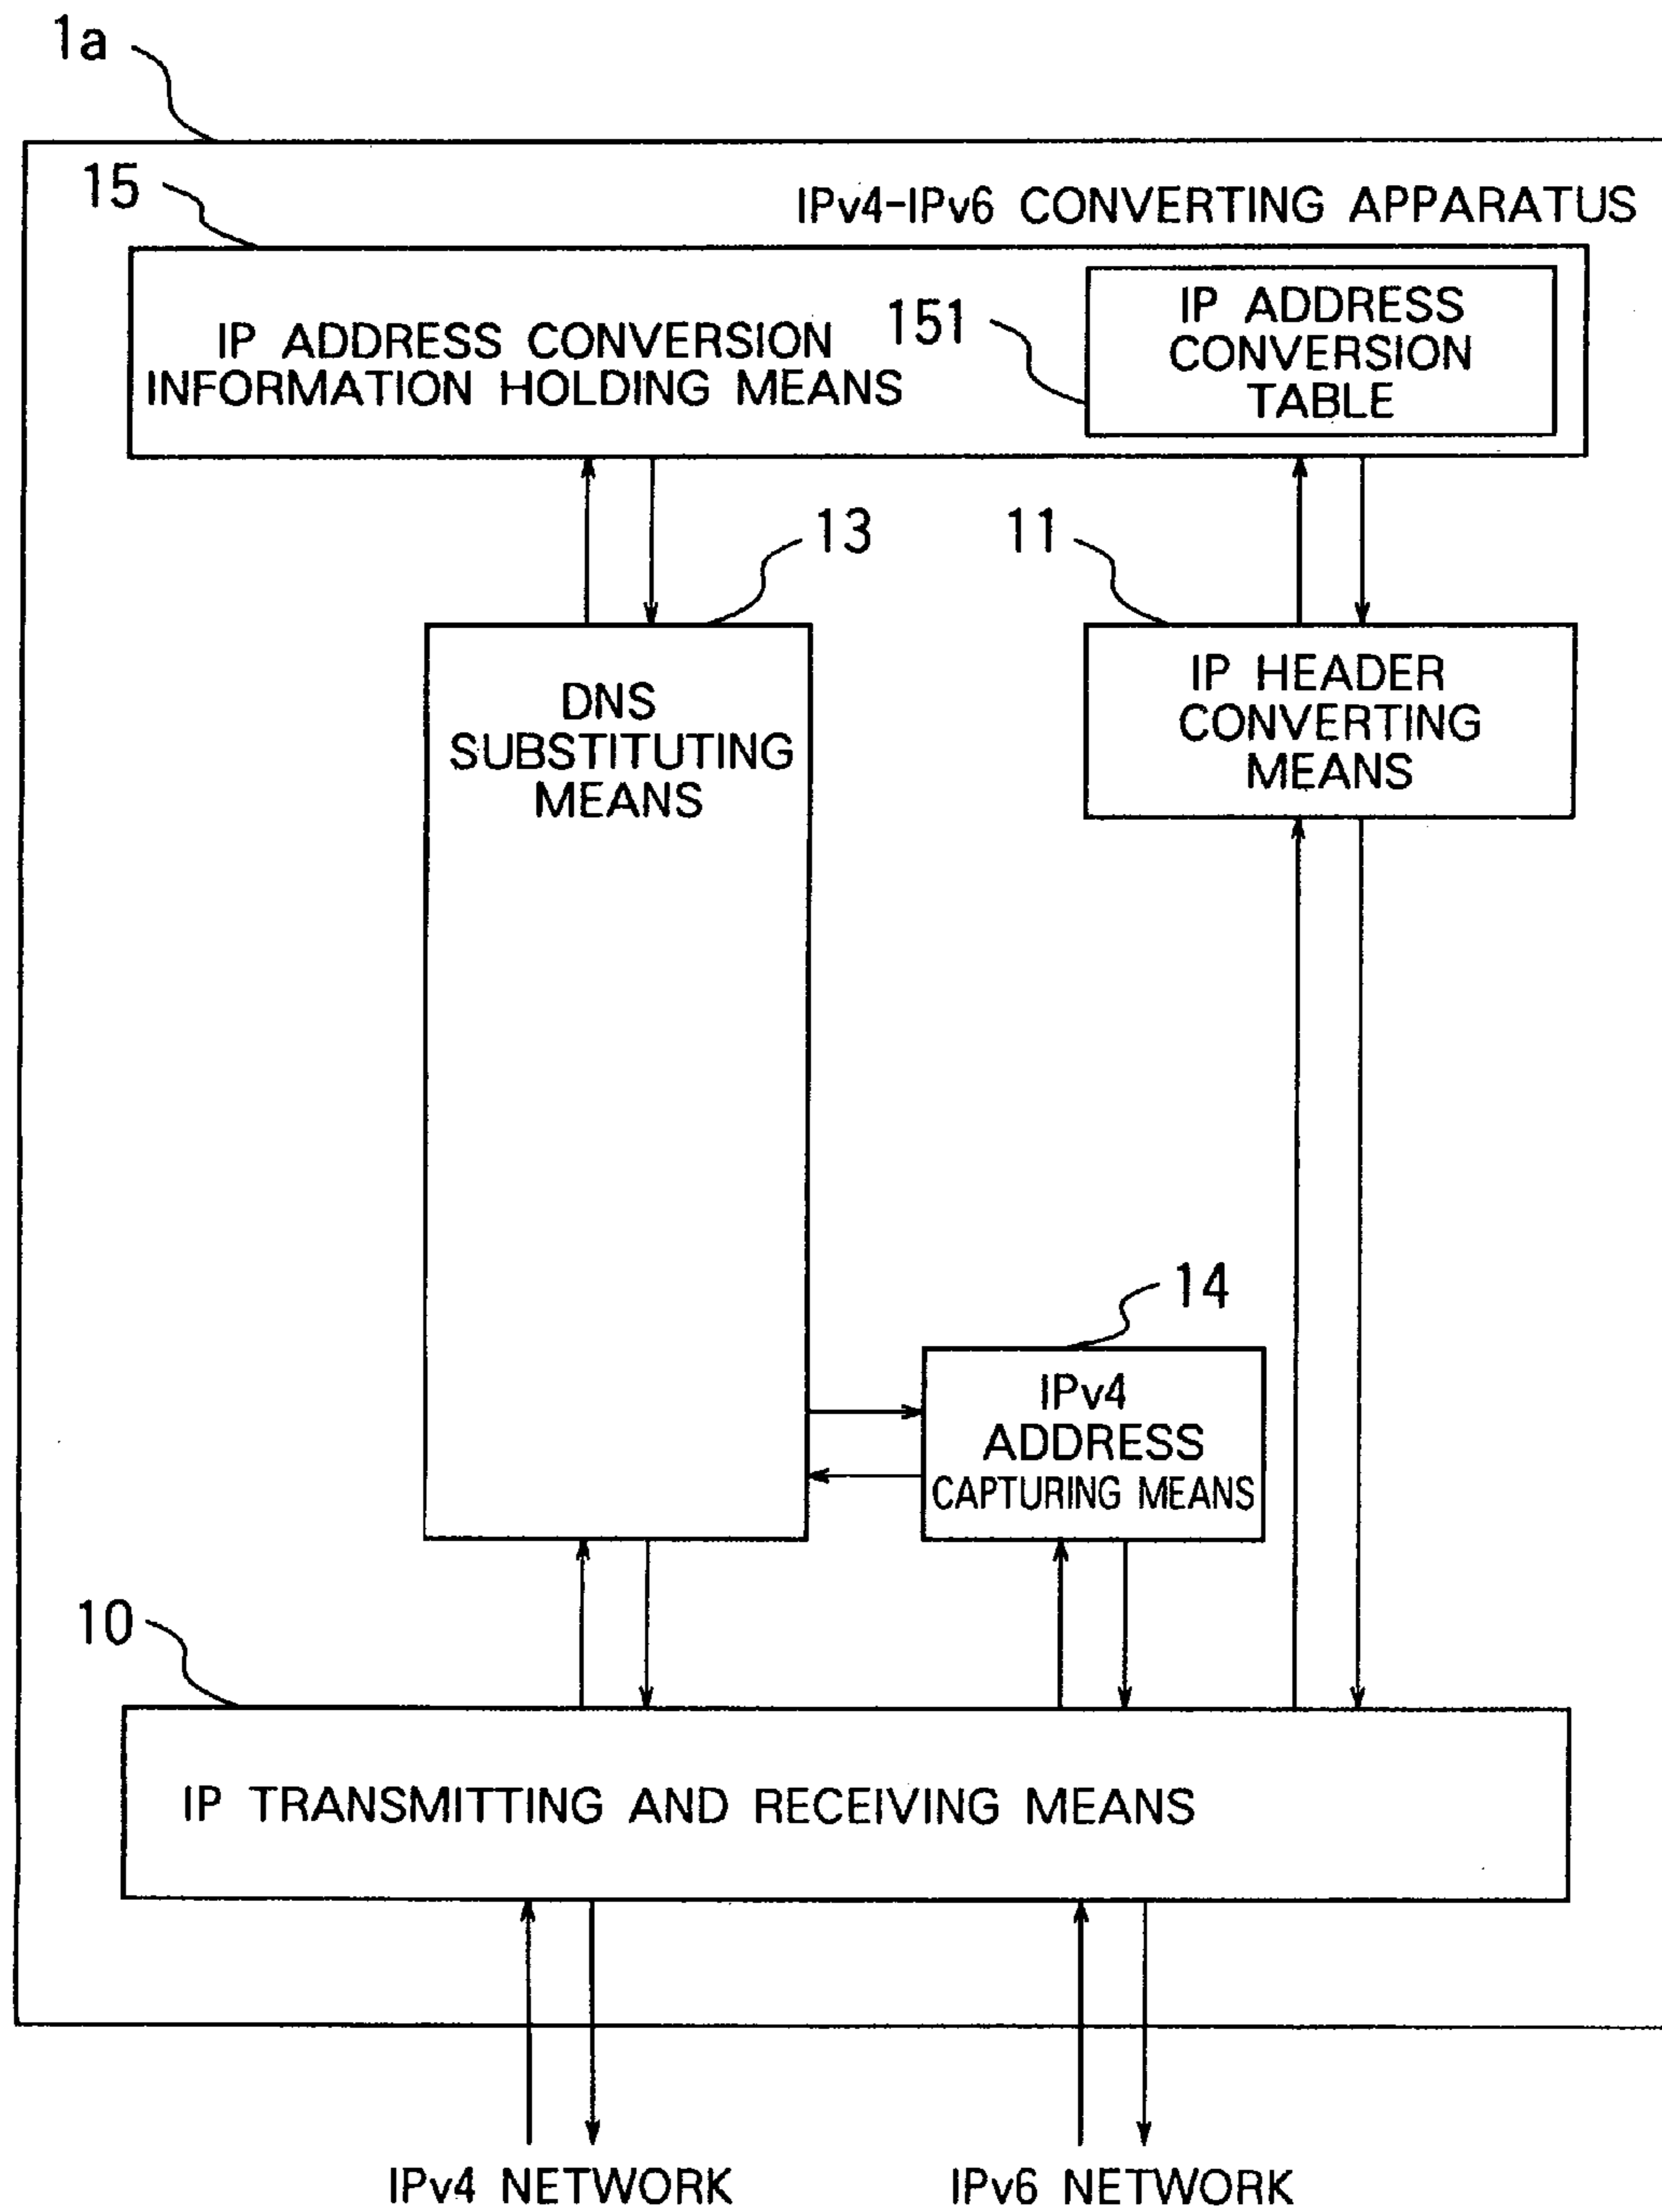 1a
15
IPv4-IPv6 CONVERTING APPARATUS
IP ADDRESS CONVERSION
INFORMATION HOLDING MEANS
151
IP ADDRESS
CONVERSION
TABLE
13
11
DNS
SUBSTITUTING
MEANS
IP HEADER
CONVERTING
MEANS
14
IPv4
ADDRESS
CAPTURING MEANS
10
IP TRANSMITTING AND RECEIVING MEANS
IPv4 NETWORK
IPv6 NETWORK